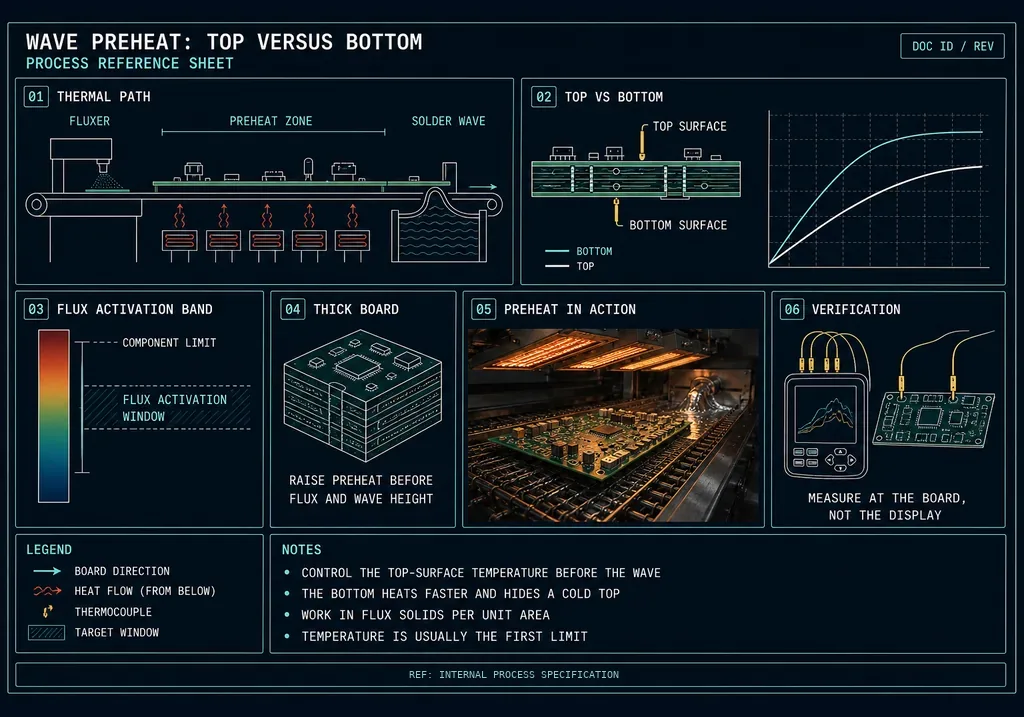 WAVE PREHEAT: TOP VERSUS BOTTOM
PROCESS REFERENCE SHEET
DOC ID / REV
01 THERMAL PATH
FLUXER
PREHEAT ZONE
SOLDER WAVE
02 TOP VS BOTTOM
TOP SURFACE
BOTTOM SURFACE
BOTTOM
TOP
03 FLUX ACTIVATION BAND
COMPONENT LIMIT
FLUX ACTIVATION
WINDOW
04 THICK BOARD
RAISE PREHEAT BEFORE
FLUX AND WAVE HEIGHT
05 PREHEAT IN ACTION
06 VERIFICATION
MEASURE AT THE BOARD,
NOT THE DISPLAY
LEGEND
BOARD DIRECTION
HEAT FLOW (FROM BELOW)
THERMOCOUPLE
TARGET WINDOW
NOTES
• CONTROL THE TOP-SURFACE TEMPERATURE BEFORE THE WAVE
• THE BOTTOM HEATS FASTER AND HIDES A COLD TOP
• WORK IN FLUX SOLIDS PER UNIT AREA
• TEMPERATURE IS USUALLY THE FIRST LIMIT
REF: INTERNAL PROCESS SPECIFICATION